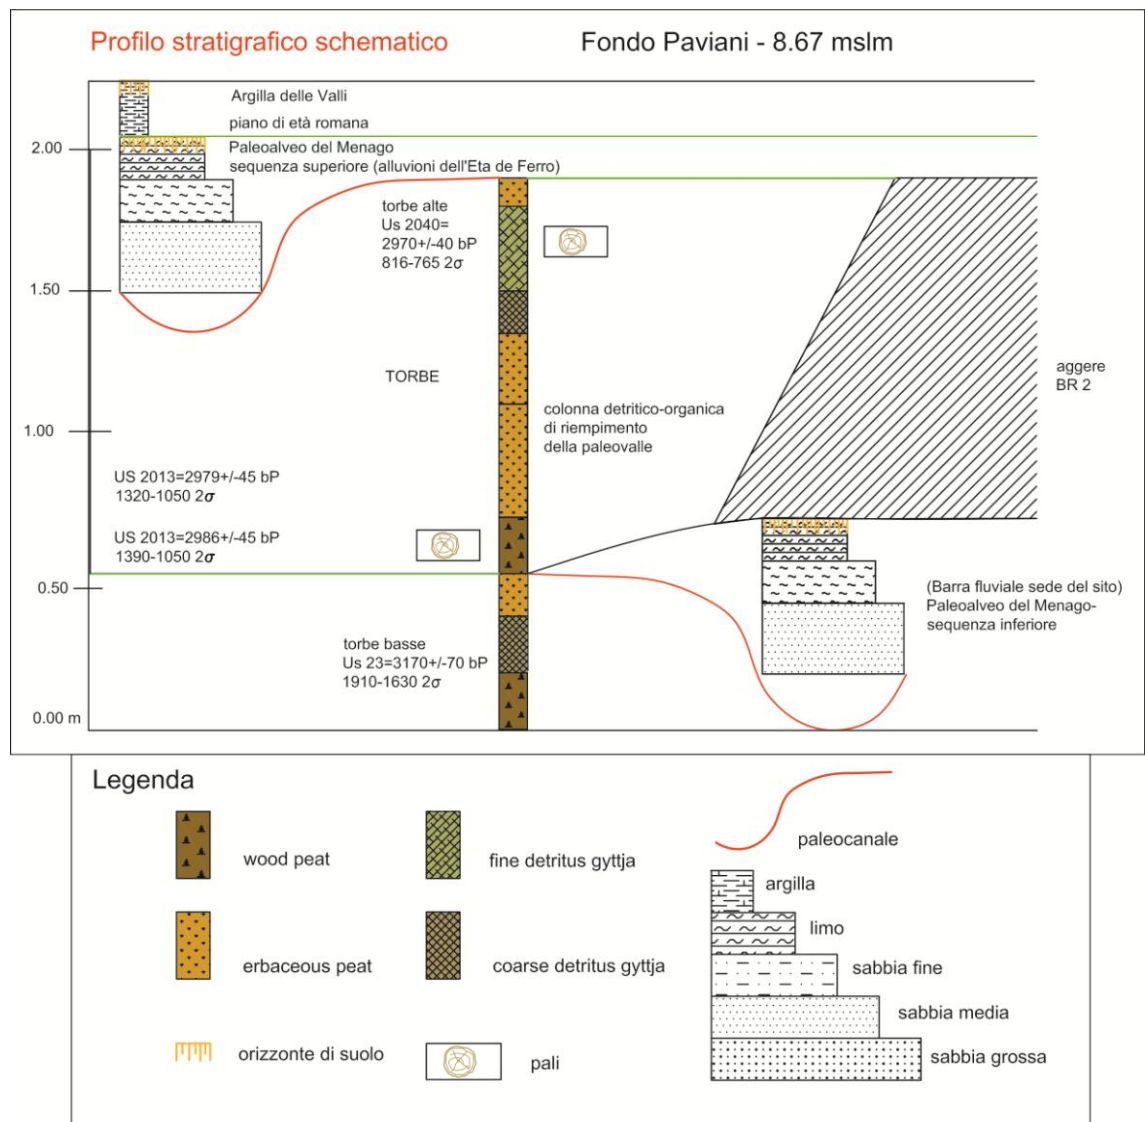 Profilo stratigrafico schematico
Fondo Paviani - 8.67 mslm
Argilla delle Valli
piano di età romana
2.00
Paleoalveo del Menago
sequenza superiore (alluvioni dell'Eta de Ferro)
torbe alte
Us 2040=
2970+/-40 bP
816-765 2σ
1.50
TORBE
aggere
BR 2
colonna detritico-organica
di riempimento
della paleovalle
1.00
US 2013=2979+/-45 bP
1320-1050 2σ
US 2013=2986+/-45 bP
1390-1050 2σ
0.50
(Barra fluviale sede del sito)
Paleoalveo del Menago-
sequenza inferiore
torbe basse
Us 23=3170+/-70 bP
1910-1630 2σ
0.00 m
Legenda
wood peat
fine detritus gyttja
paleocanale
argilla
limo
erbaceous peat
coarse detritus gyttja
sabbia fine
sabbia media
orizzonte di suolo
pali
sabbia grossa